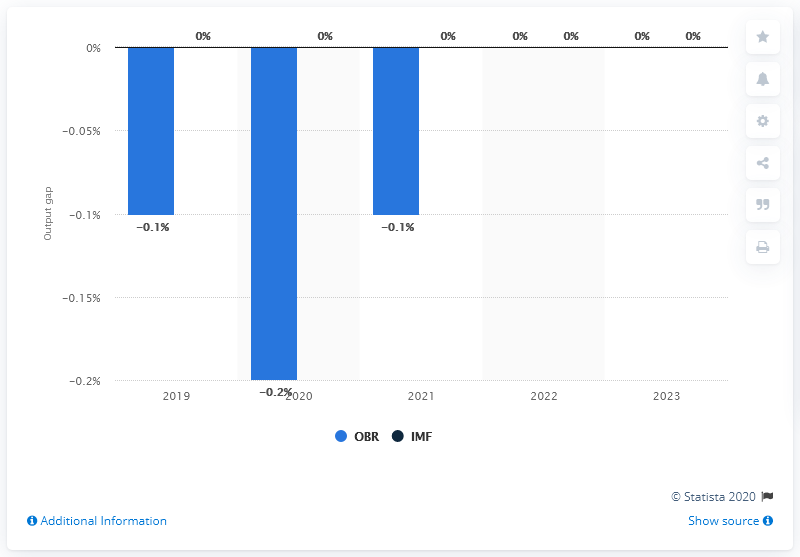 0% 0% 0% 0% 0% 0% 0%
0%
−0.05%
−0.1%
−0.15%
−0.2%
Output gap
−0.1%
−0.2%
−0.1%
2019 2020 2021 2022 2023
OBR IMF
© Statista 2020
Additional Information
Show source